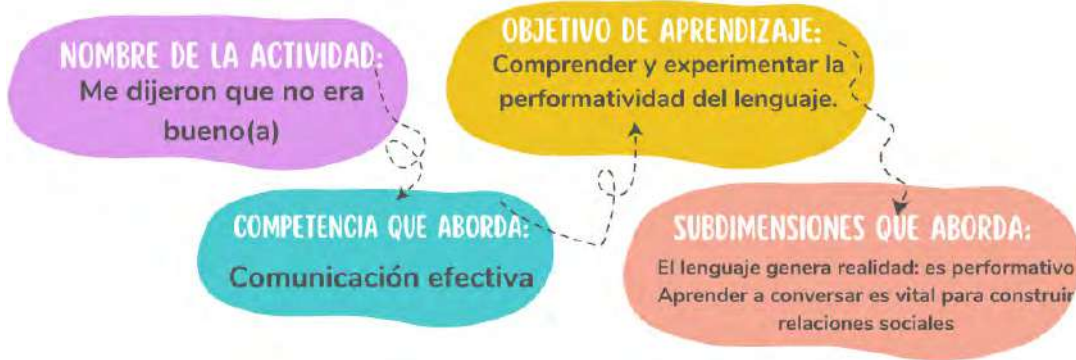 NOMBRE DE LA ACTIVIDAD:
Me dijeron que no era
bueno(a)
COMPETENCIA QUE ABORDA:
Comunicación efectiva
OBJETIVO DE APRENDIZAJE:
Comprender y experimentar la
performatividad del lenguaje.
SUBDIMENSIONES QUE ABORDA:
El lenguaje genera realidad: es performativo
Aprender a conversar es vital para construir
relaciones sociales